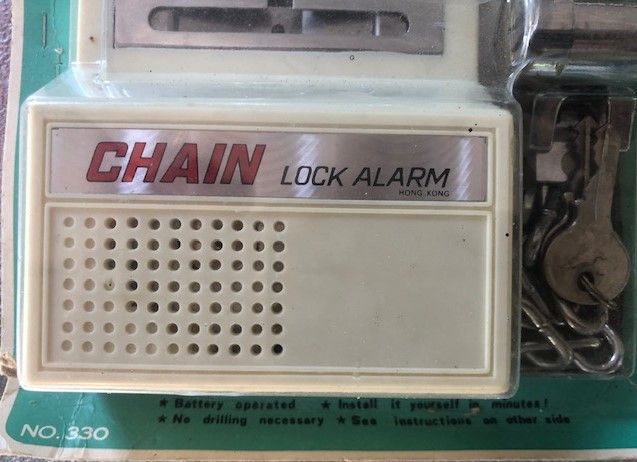 CHAIN LOCK ALARM
HONG KONG
★ Battery operated ★ Install it yourself in minutes!
★ No drilling necessary ★ See instructions on other side
NO. 330